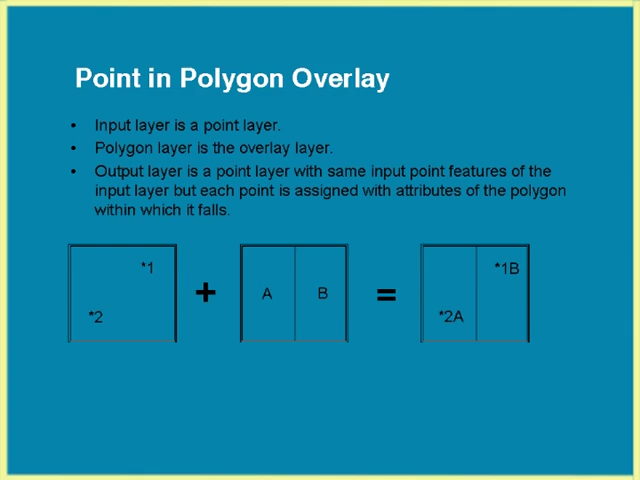 Point in Polygon Overlay
• Input layer is a point layer.
• Polygon layer is the overlay layer.
• Output layer is a point layer with same input point features of the
input layer but each point is assigned with attributes of the polygon
within which it falls.
*1 *1B
+ A B =
*2 *2A